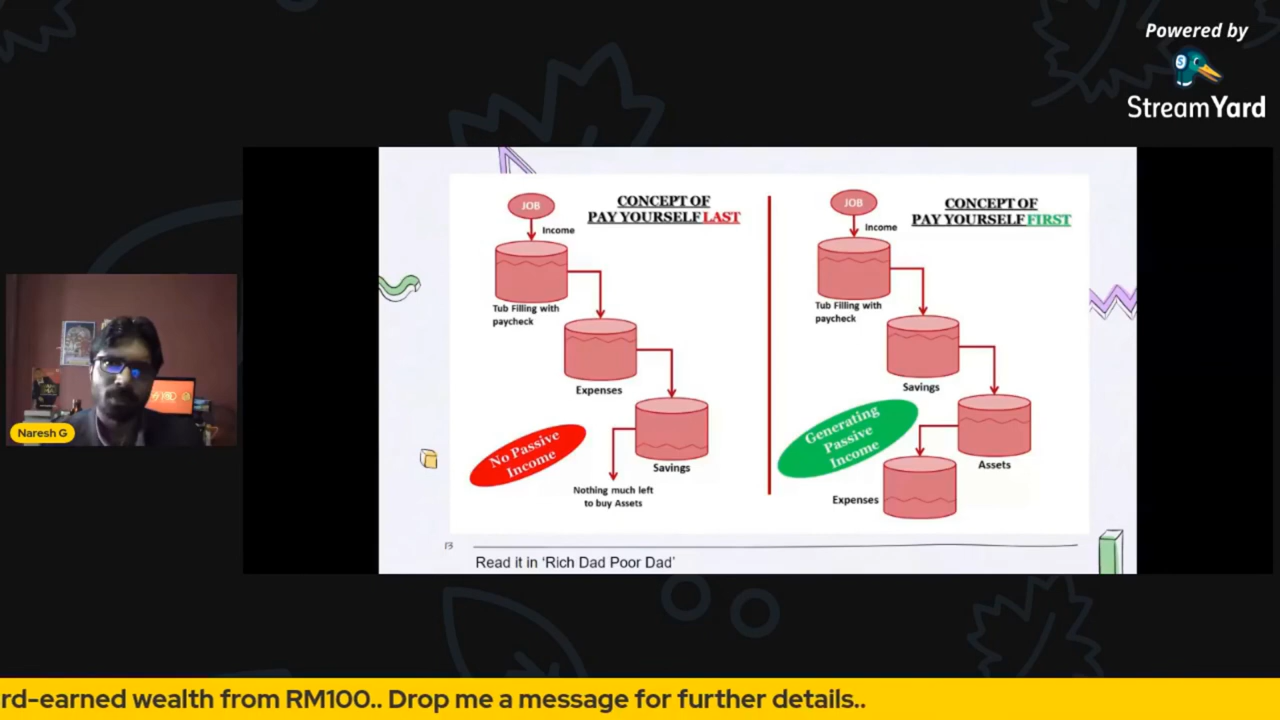 Powered by
StreamYard
CONCEPT OF
PAY YOURSELF LAST
JOB
Income
Tub Filling with
paycheck
Expenses
Savings
No Passive
Income
Nothing much left
to buy Assets
CONCEPT OF
PAY YOURSELF FIRST
JOB
Income
Tub Filling with
paycheck
Savings
Generating
Passive
Income
Assets
Expenses
13
Read it in ‘Rich Dad Poor Dad’
Naresh G
rd-earned wealth from RM100.. Drop me a message for further details..